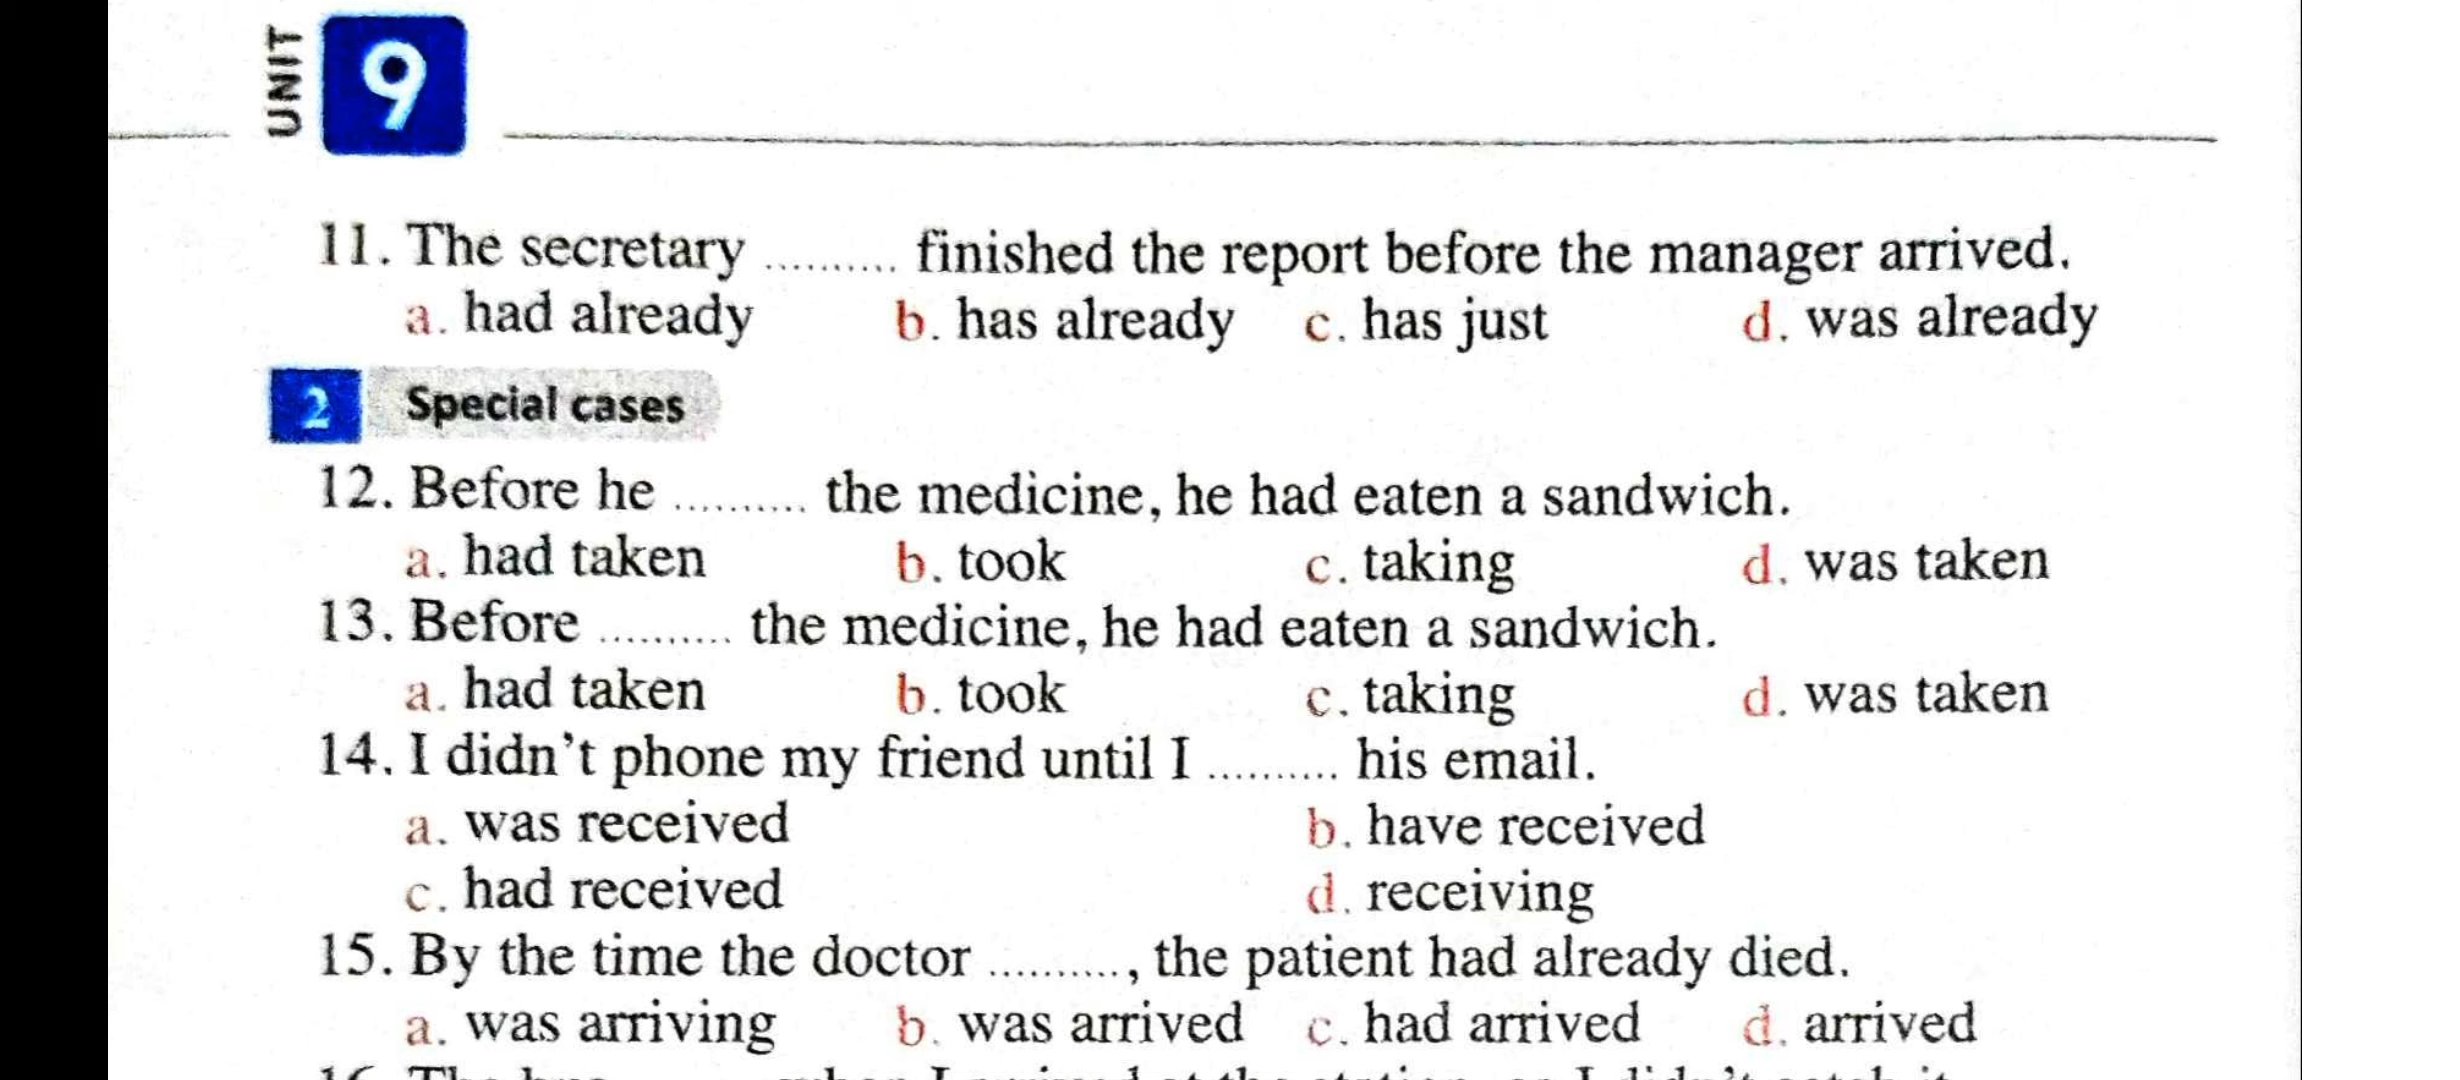 UNIT
9
11. The secretary .......... finished the report before the manager arrived.
a. had already b. has already c. has just d. was already
2 Special cases
12. Before he .......... the medicine, he had eaten a sandwich.
a. had taken b. took c. taking d. was taken
13. Before .......... the medicine, he had eaten a sandwich.
a. had taken b. took c. taking d. was taken
14. I didn't phone my friend until I .......... his email.
a. was received b. have received
c. had received d. receiving
15. By the time the doctor .........., the patient had already died.
a. was arriving b. was arrived c. had arrived d. arrived